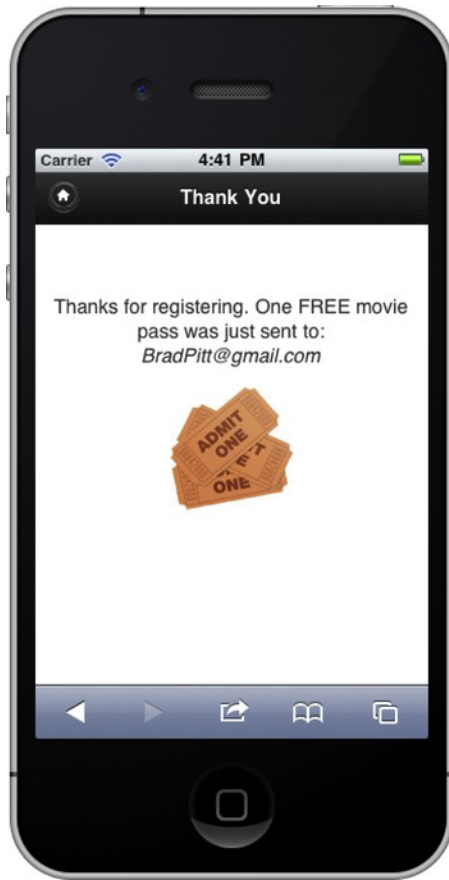 Carrier 4:41 PM
Thank You
Thanks for registering. One FREE movie
pass was just sent to:
BradPitt@gmail.com
ADMIT
ONE
ONE